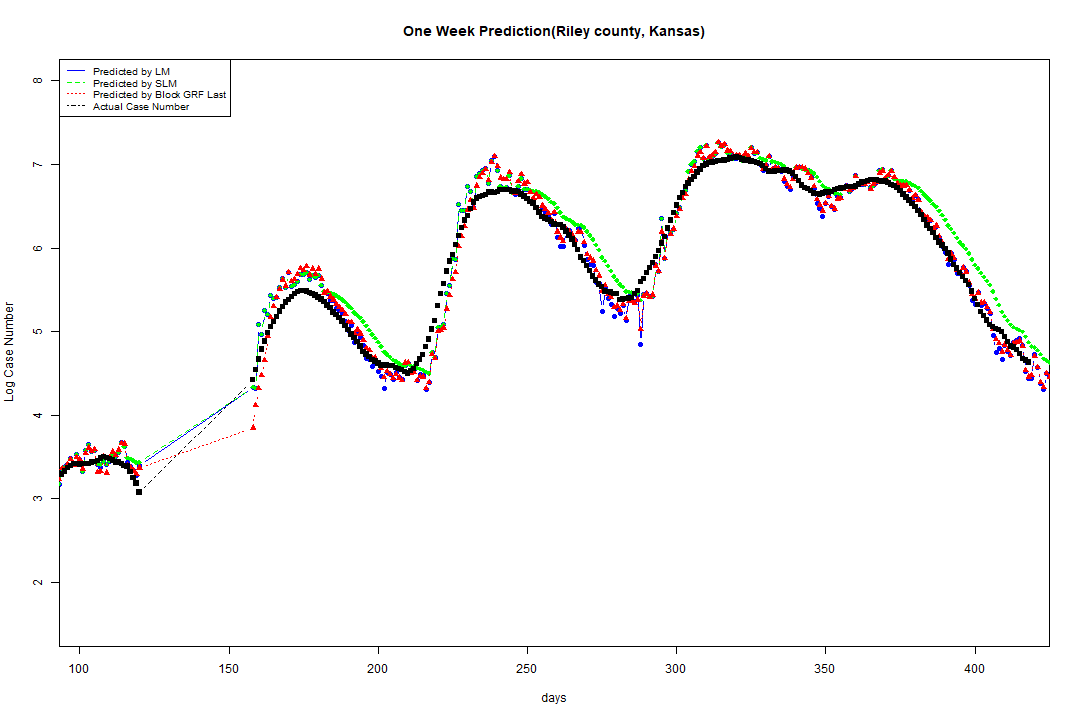 One Week Prediction(Riley county, Kansas)
Predicted by LM
Predicted by SLM
Predicted by Block GRF Last
Actual Case Number
8
7
6
5
4
3
2
Log Case Number
100 150 200 250 300 350 400
days